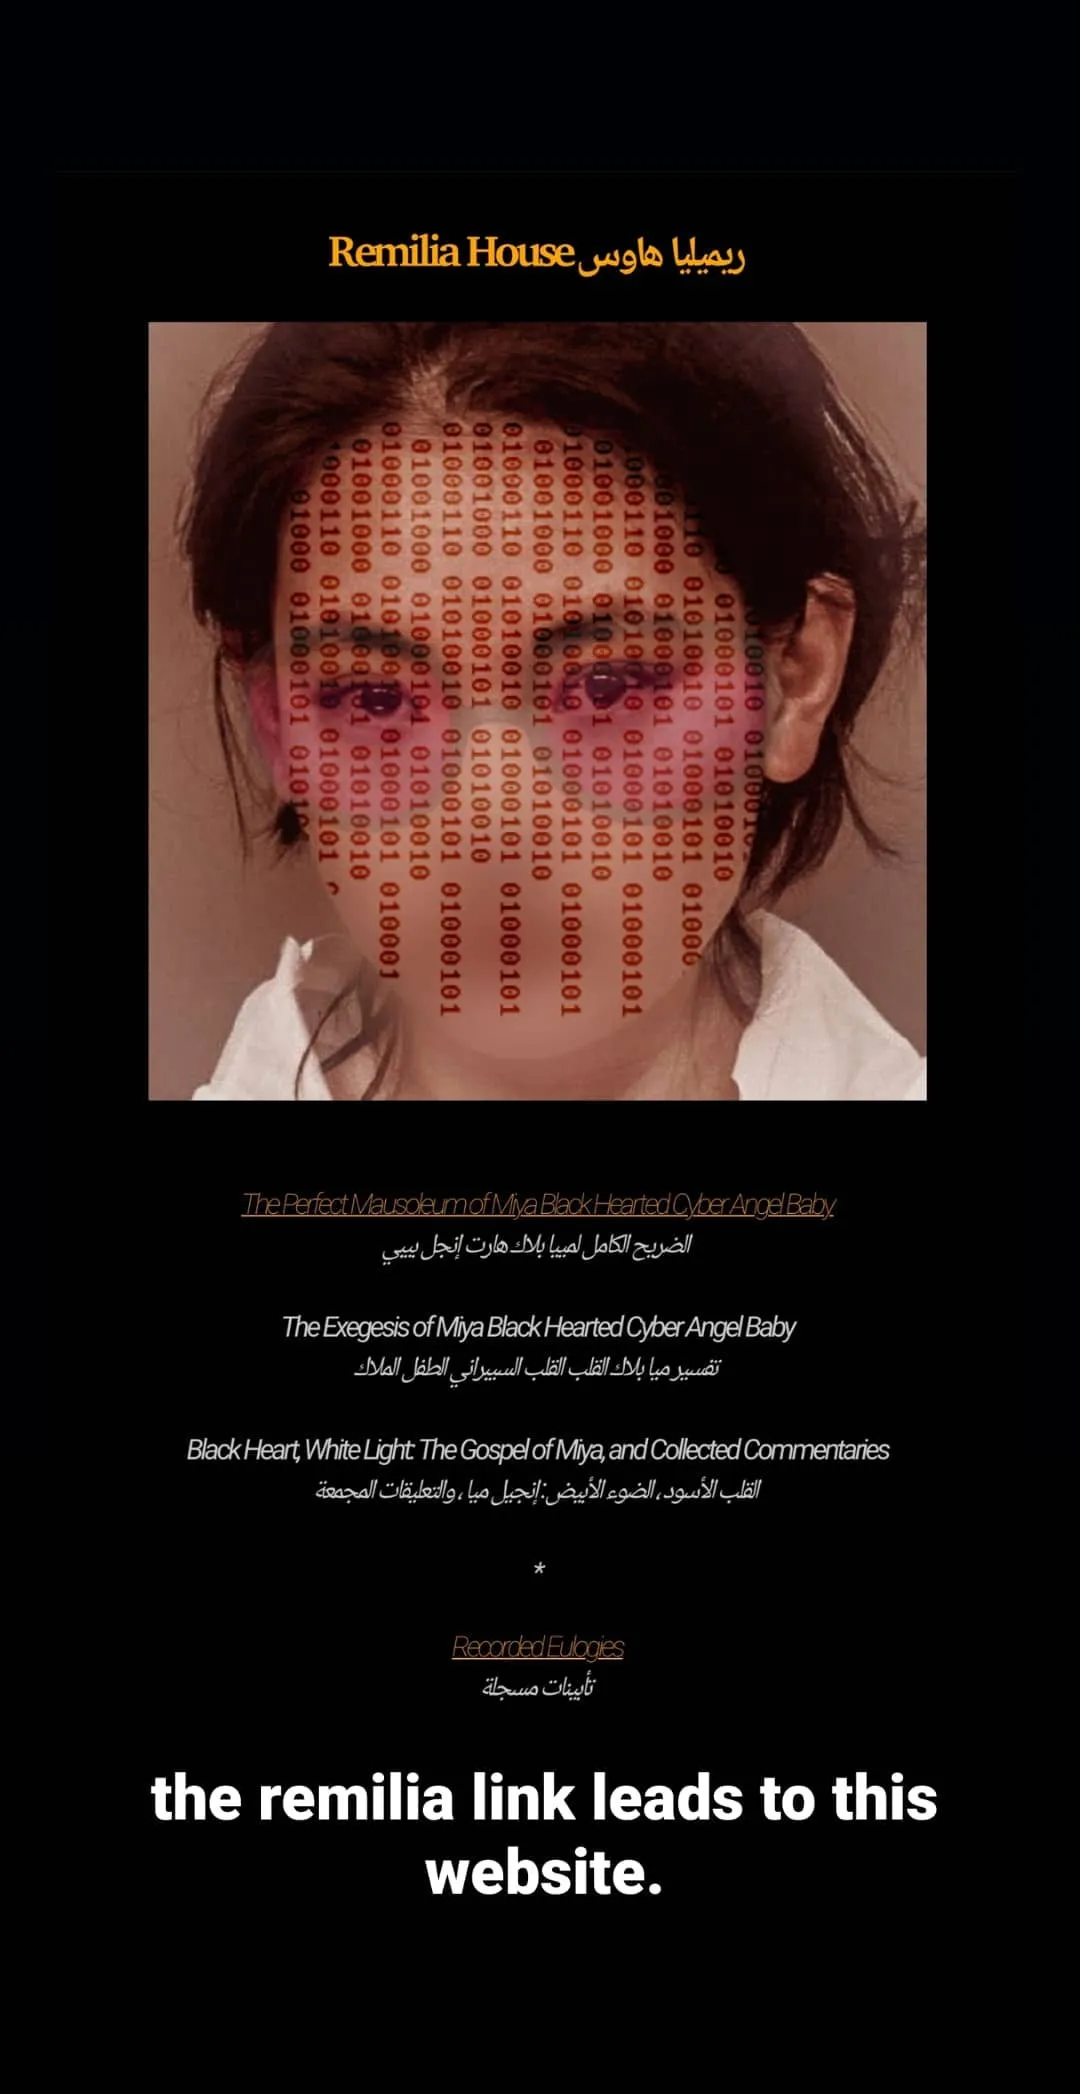 Remilia House ريميليا هاوس
The Perfect Mausoleum of Miya Black Hearted Cyber Angel Baby
الضريح الكامل لمييا بلاك هارت إنجل بيبي
The Exegesis of Miya Black Hearted Cyber Angel Baby
تفسير ميا بلاك القلب القلب السيبراني الطفل الملاك
Black Heart, White Light: The Gospel of Miya, and Collected Commentaries
القلب الأسود ، الضوء الأبيض: إنجيل ميا ، والتعليقات المجمعة
*
Recorded Eulogies
تأبينات مسجلة
the remilia link leads to this
website.